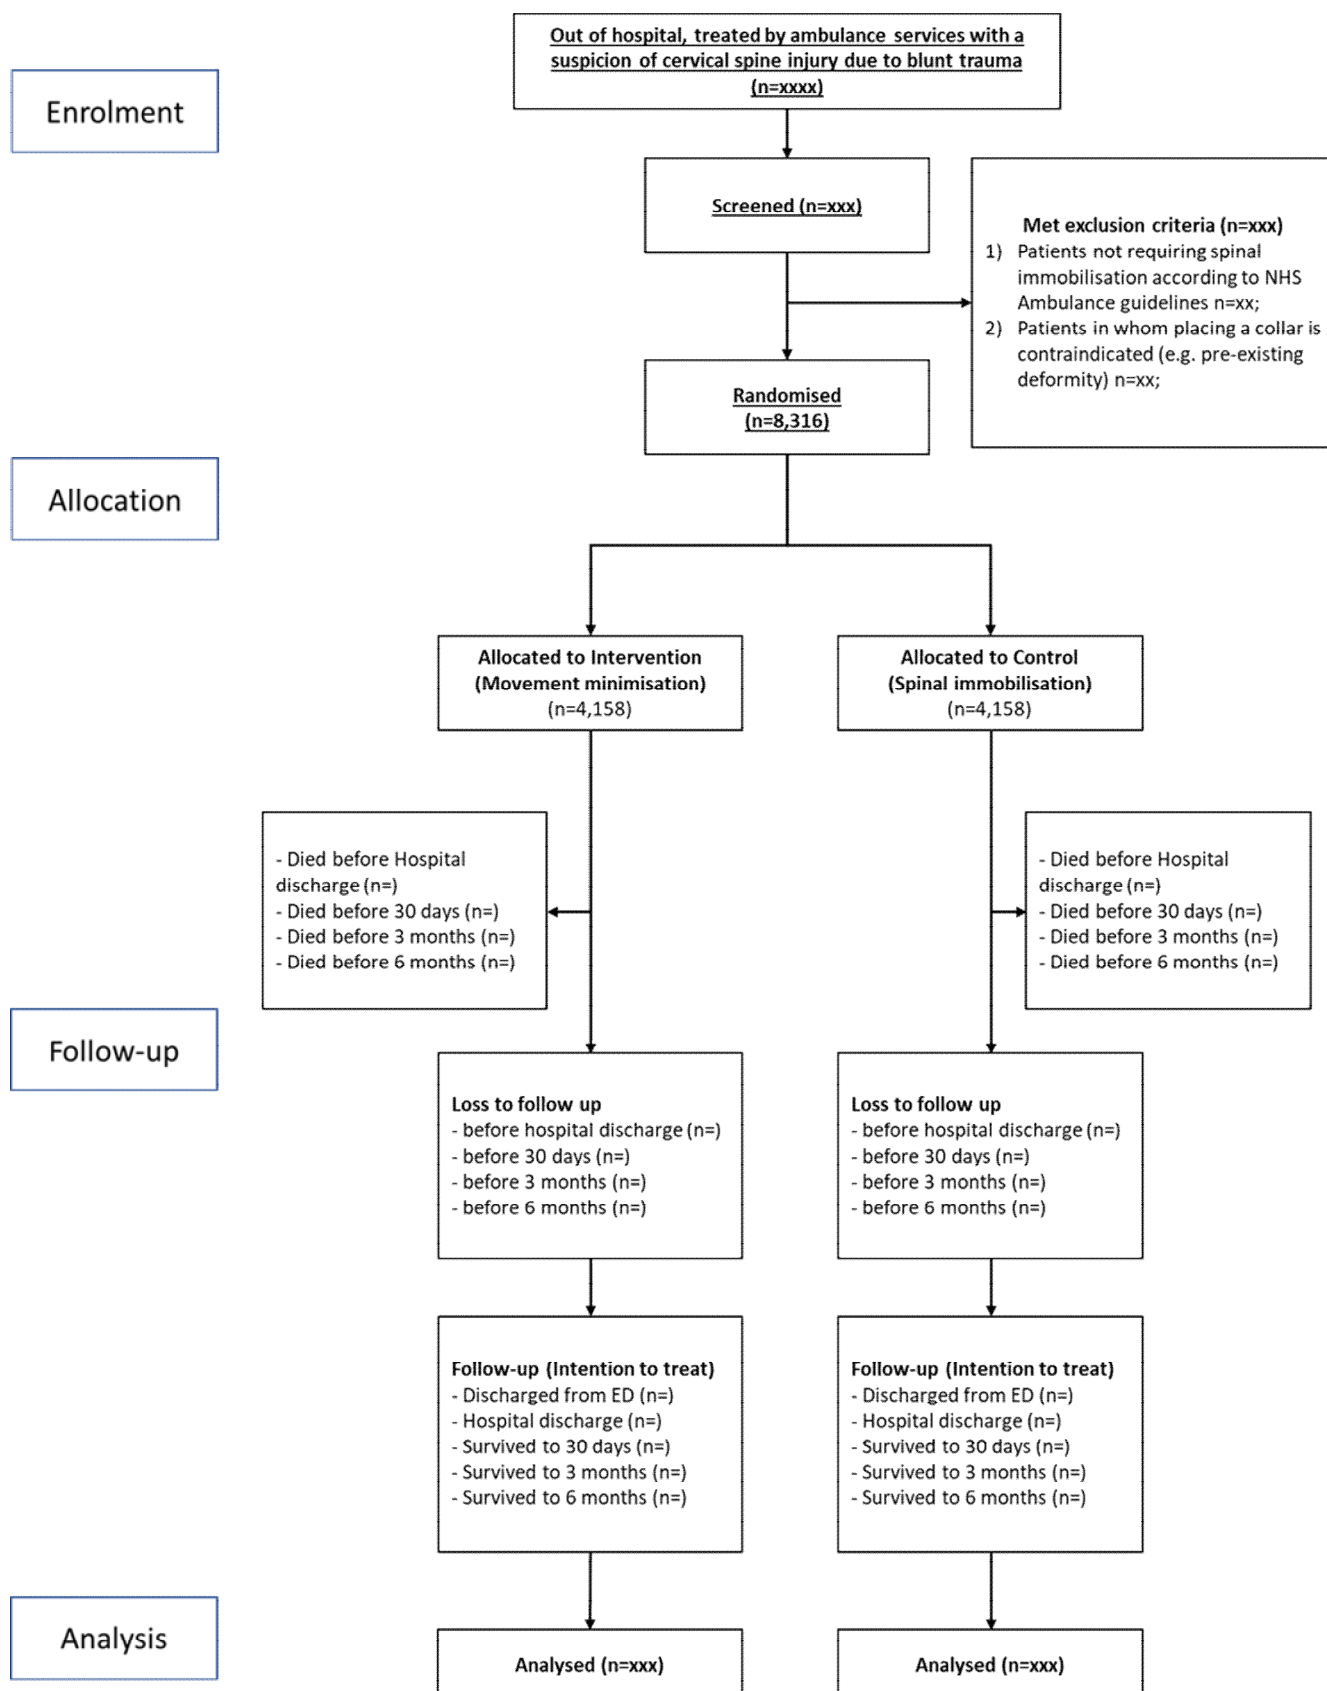 Out of hospital, treated by ambulance services with a
suspicion of cervical spine injury due to blunt trauma
(n=xxxx)
Enrolment
Screened (n=xxx)
Met exclusion criteria (n=xxx)
1) Patients not requiring spinal
immobilisation according to NHS
Ambulance guidelines n=xx;
2) Patients in whom placing a collar is
contraindicated (e.g. pre-existing
deformity) n=xx;
Randomised
(n=8,316)
Allocation
Allocated to Intervention
(Movement minimisation)
(n=4,158)
Allocated to Control
(Spinal immobilisation)
(n=4,158)
- Died before Hospital
discharge (n=)
- Died before 30 days (n=)
- Died before 3 months (n=)
- Died before 6 months (n=)
- Died before Hospital
discharge (n=)
- Died before 30 days (n=)
- Died before 3 months (n=)
- Died before 6 months (n=)
Follow-up
Loss to follow up
- before hospital discharge (n=)
- before 30 days (n=)
- before 3 months (n=)
- before 6 months (n=)
Loss to follow up
- before hospital discharge (n=)
- before 30 days (n=)
- before 3 months (n=)
- before 6 months (n=)
Follow-up (Intention to treat)
- Discharged from ED (n=)
- Hospital discharge (n=)
- Survived to 30 days (n=)
- Survived to 3 months (n=)
- Survived to 6 months (n=)
Follow-up (Intention to treat)
- Discharged from ED (n=)
- Hospital discharge (n=)
- Survived to 30 days (n=)
- Survived to 3 months (n=)
- Survived to 6 months (n=)
Analysis
Analysed (n=xxx)
Analysed (n=xxx)